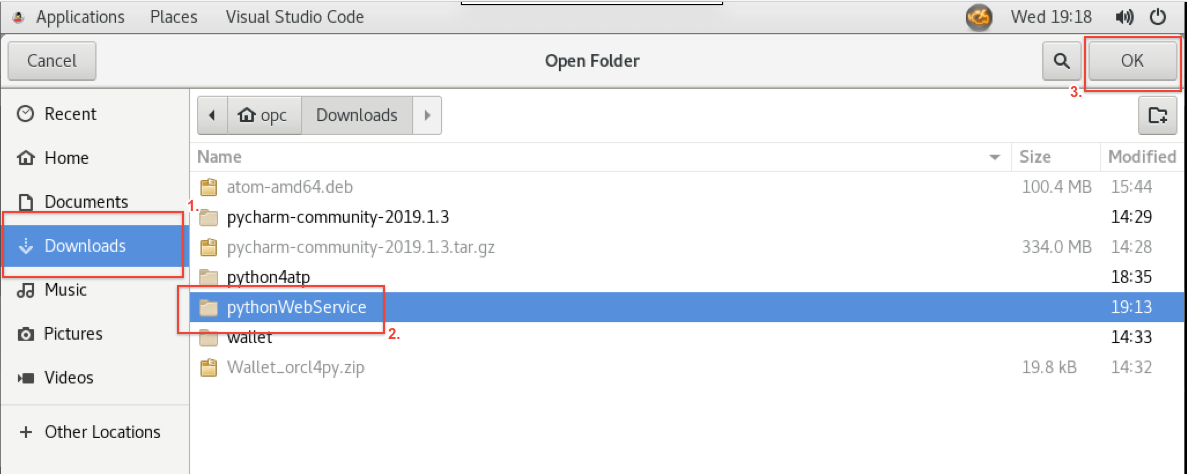 Applications Places Visual Studio Code Wed 19:18
Cancel Open Folder OK
3.
Recent opc Downloads
Name Size Modified
Home
atom-amd64.deb 100.4 MB 15:44
Documents
1.
pycharm-community-2019.1.3 14:29
Downloads pycharm-community-2019.1.3.tar.gz 334.0 MB 14:28
python4atp 18:35
Music
pythonWebService 19:13
2.
Pictures wallet 14:33
Wallet_orcl4py.zip 19.8 kB 14:32
Videos
Other Locations